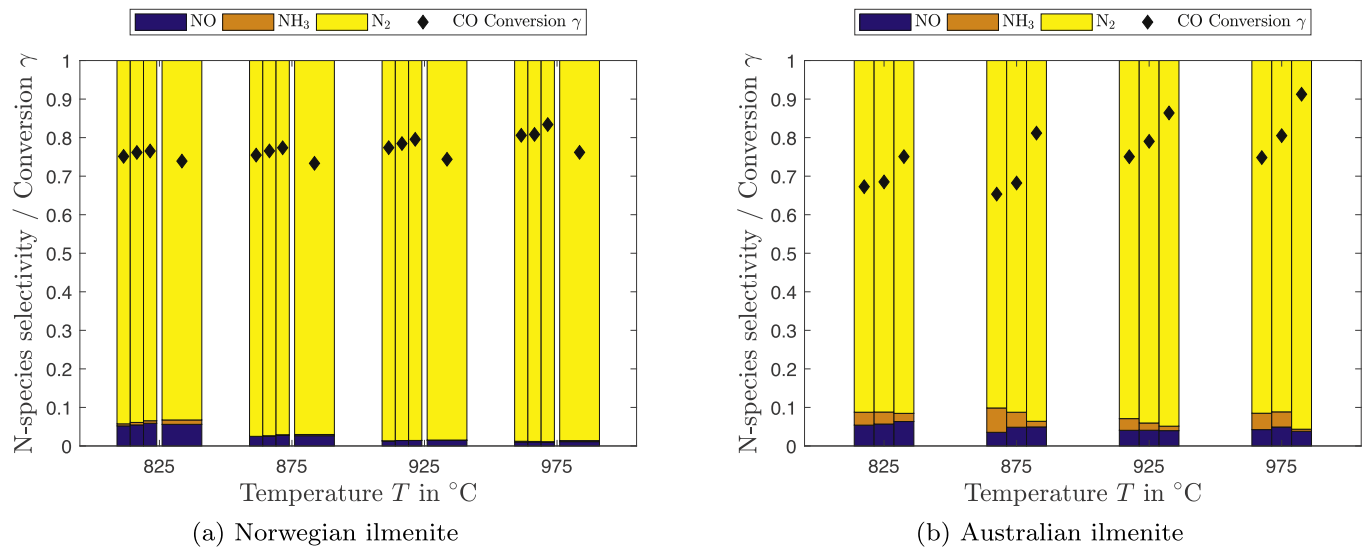 NO NH₃ N₂ CO Conversion γ
N-species selectivity / Conversion γ
1
0.9
0.8
0.7
0.6
0.5
0.4
0.3
0.2
0.1
0
825 875 925 975
Temperature T in °C
(a) Norwegian ilmenite
NO NH₃ N₂ CO Conversion γ
N-species selectivity / Conversion γ
1
0.9
0.8
0.7
0.6
0.5
0.4
0.3
0.2
0.1
0
825 875 925 975
Temperature T in °C
(b) Australian ilmenite